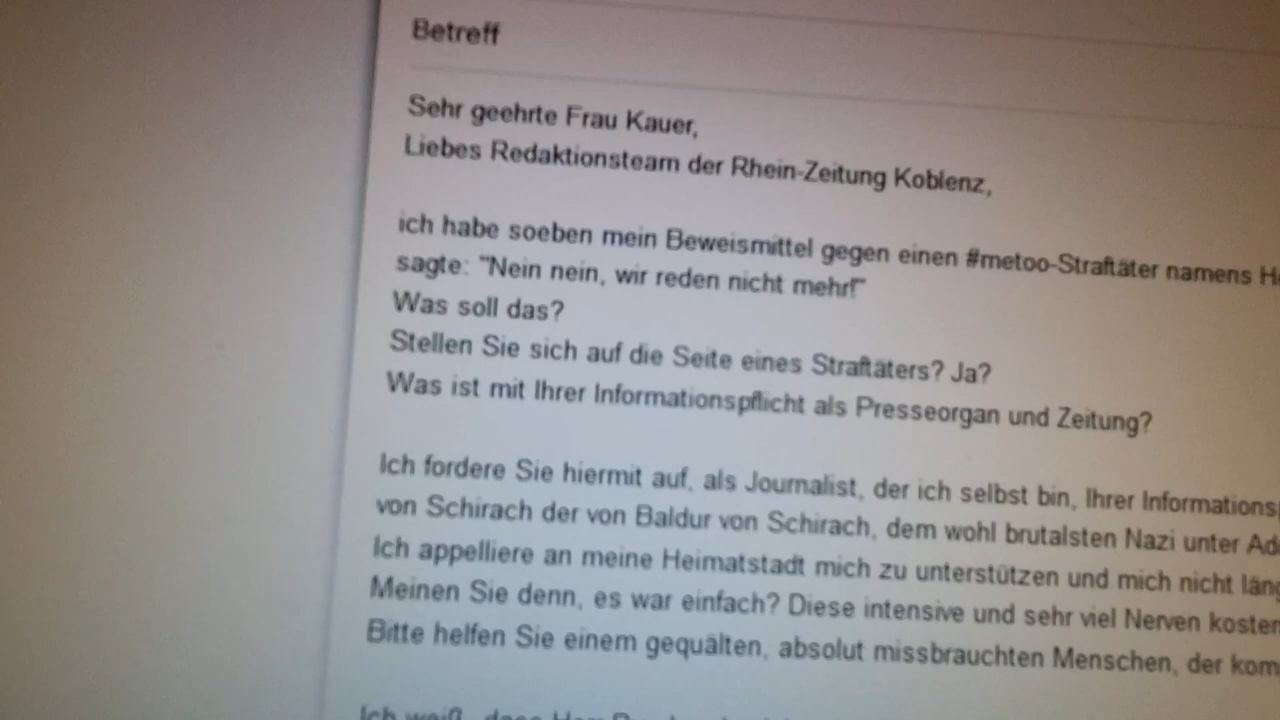 Betreff
Sehr geehrte Frau Kauer,
Liebes Redaktionsteam der Rhein-Zeitung Koblenz,
ich habe soeben mein Beweismittel gegen einen #metoo-Straftäter namens
sagte: "Nein nein, wir reden nicht mehr!"
Was soll das?
Stellen Sie sich auf die Seite eines Straftäters? Ja?
Was ist mit Ihrer Informationspflicht als Presseorgan und Zeitung?
Ich fordere Sie hiermit auf, als Journalist, der ich selbst bin, Ihrer
von Schirach der von Baldur von Schirach, dem wohl brutalsten Nazi unter
Ich appelliere an meine Heimatstadt mich zu unterstützen und mich nicht
Meinen Sie denn, es war einfach? Diese intensive und sehr viel Nerven
Bitte helfen Sie einem gequälten, absolut missbrauchten Menschen, der
Ich weiß, dass